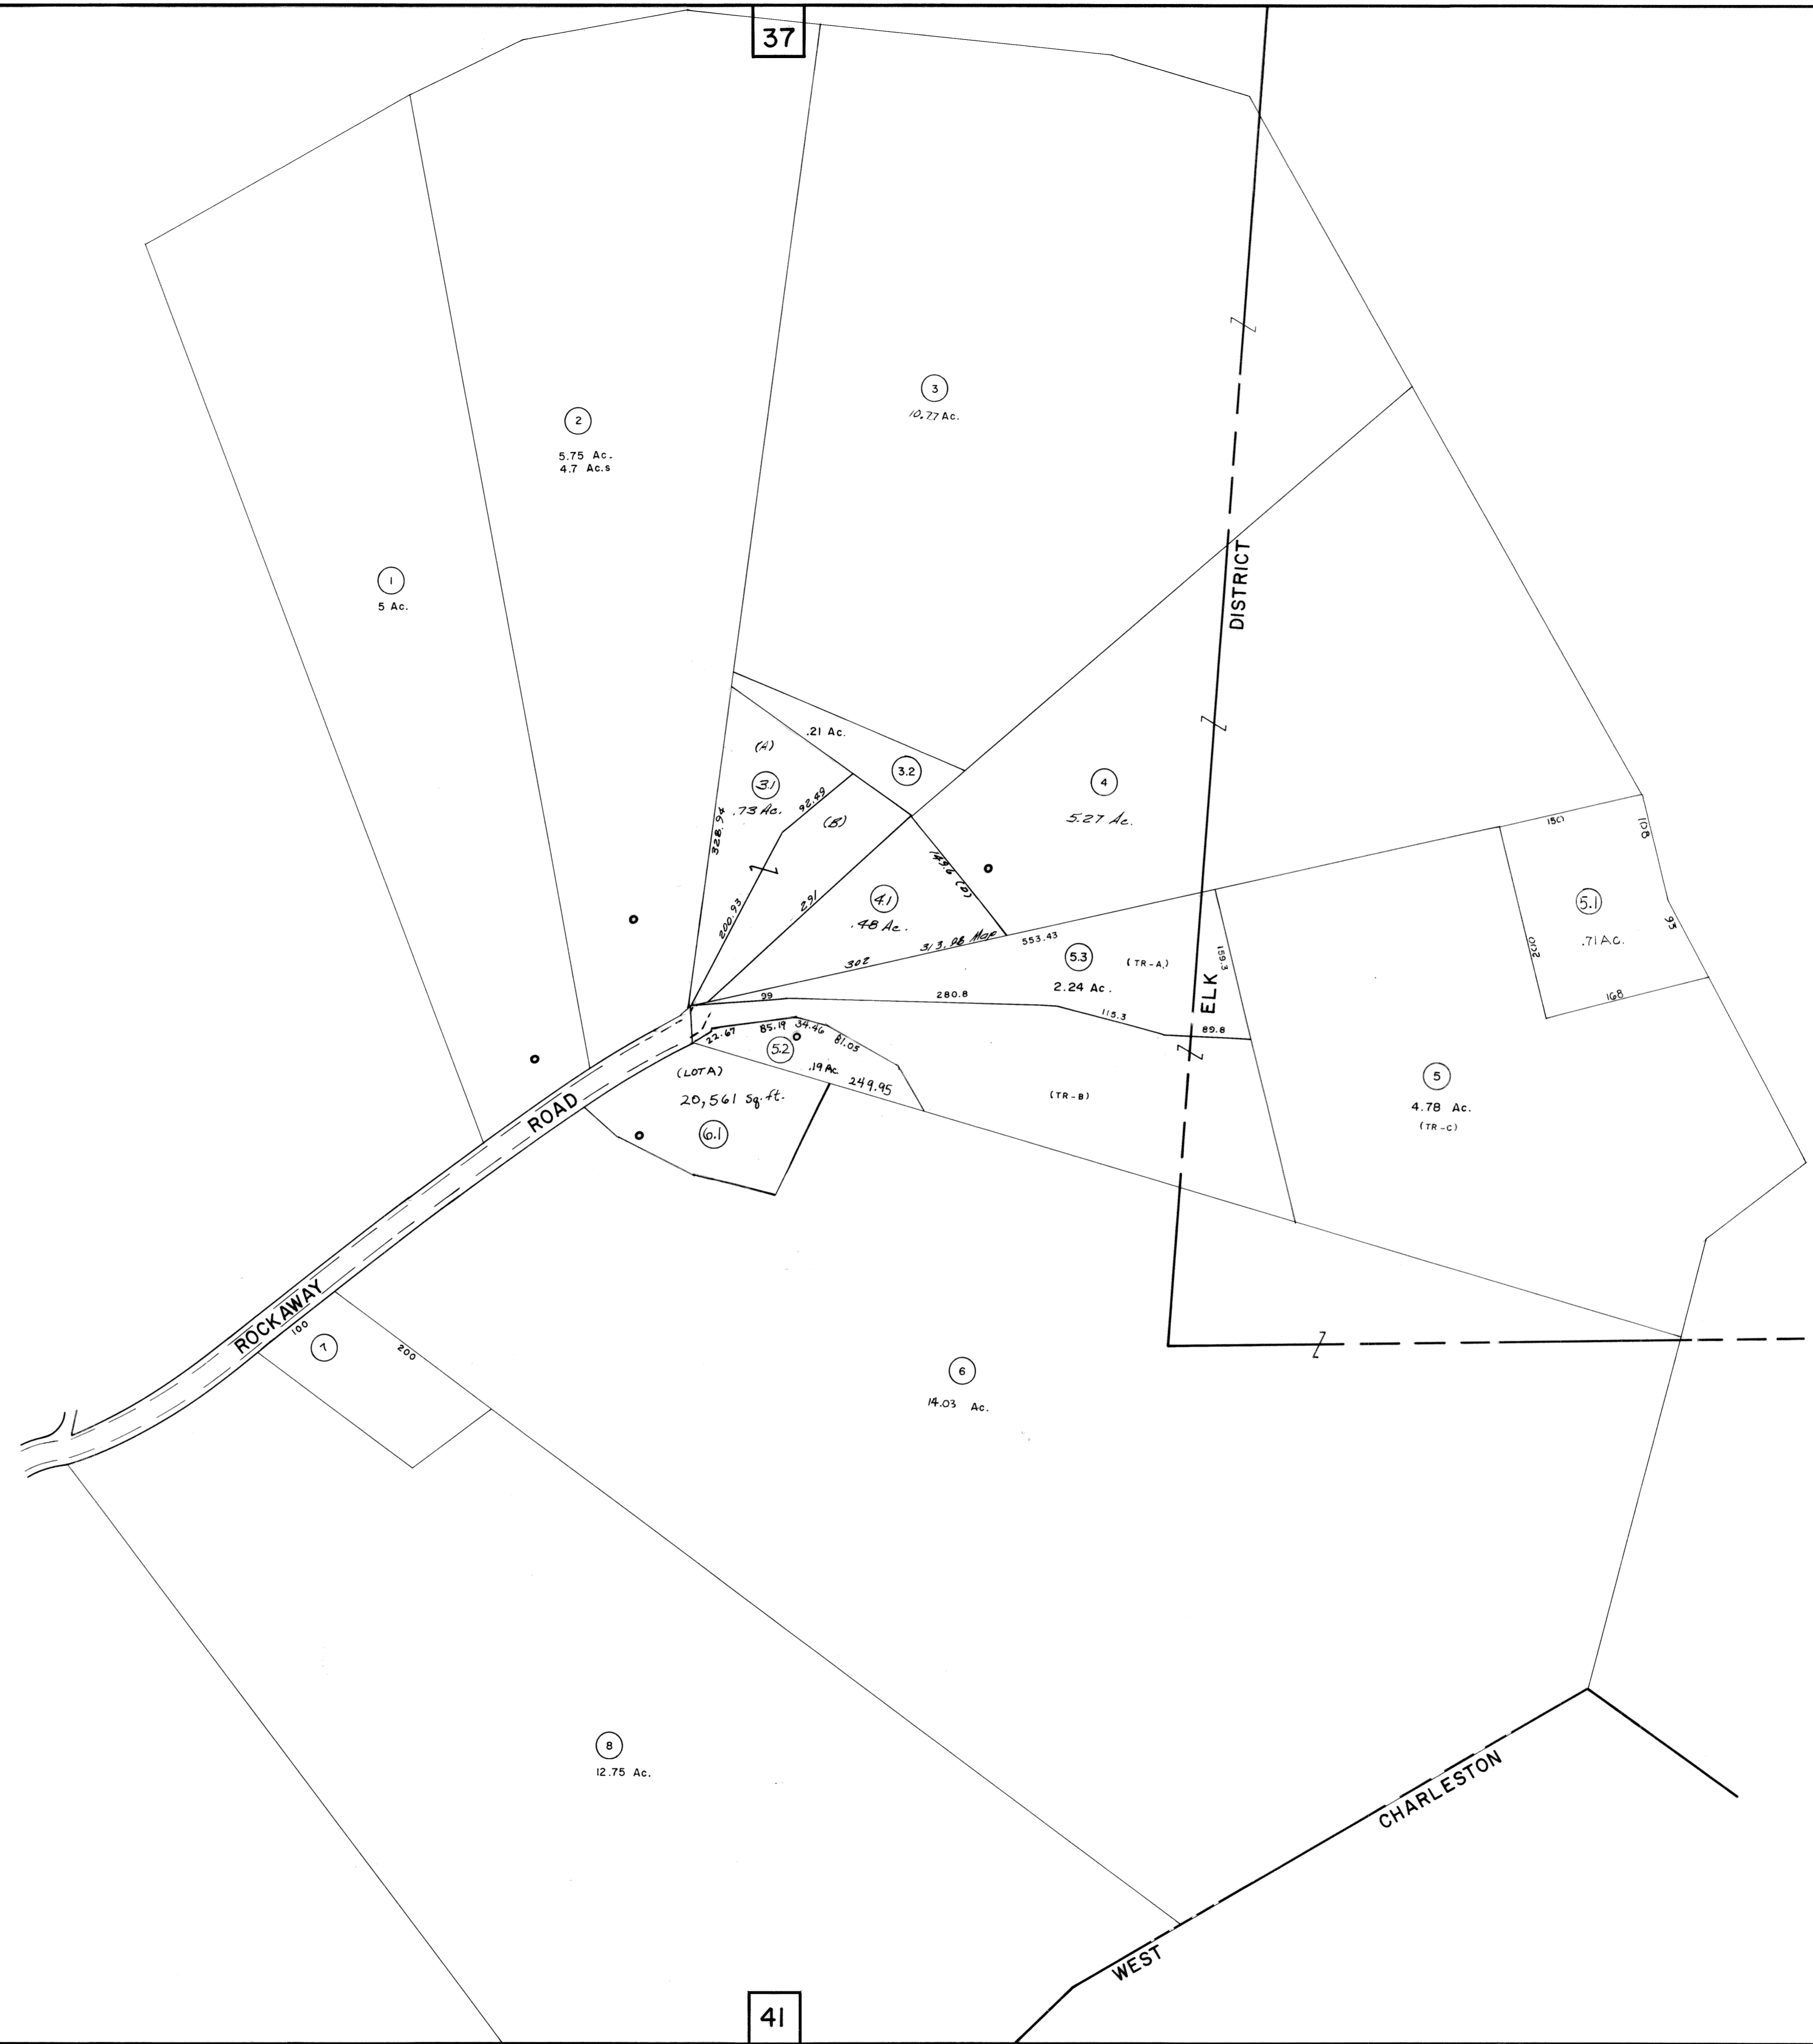 37
3
10.77 Ac.
2
5.75 Ac.
4.7 Ac.s
1
5 Ac.
DISTRICT
ELK
.21 Ac.
(A)
3.2
3.1
.73 Ac.
92.49
(B)
328.94
4
5.27 Ac.
150
108
143.6 (D)
200.93
291
4.1
.48 Ac.
5.1
.71 Ac.
93
200
168
313.DB Map
553.43
302
5.3
(TR-A)
2.24 Ac.
159.3
99
280.8
115.3
89.8
22.67
85.19
34.46
81.05
5.2
.19 Ac.
249.95
(LOT A)
20,561 Sq. ft.
6.1
(TR-B)
5
4.78 Ac.
(TR-C)
ROCKAWAY ROAD
100
7
200
6
14.03 Ac.
8
12.75 Ac.
WEST CHARLESTON
41